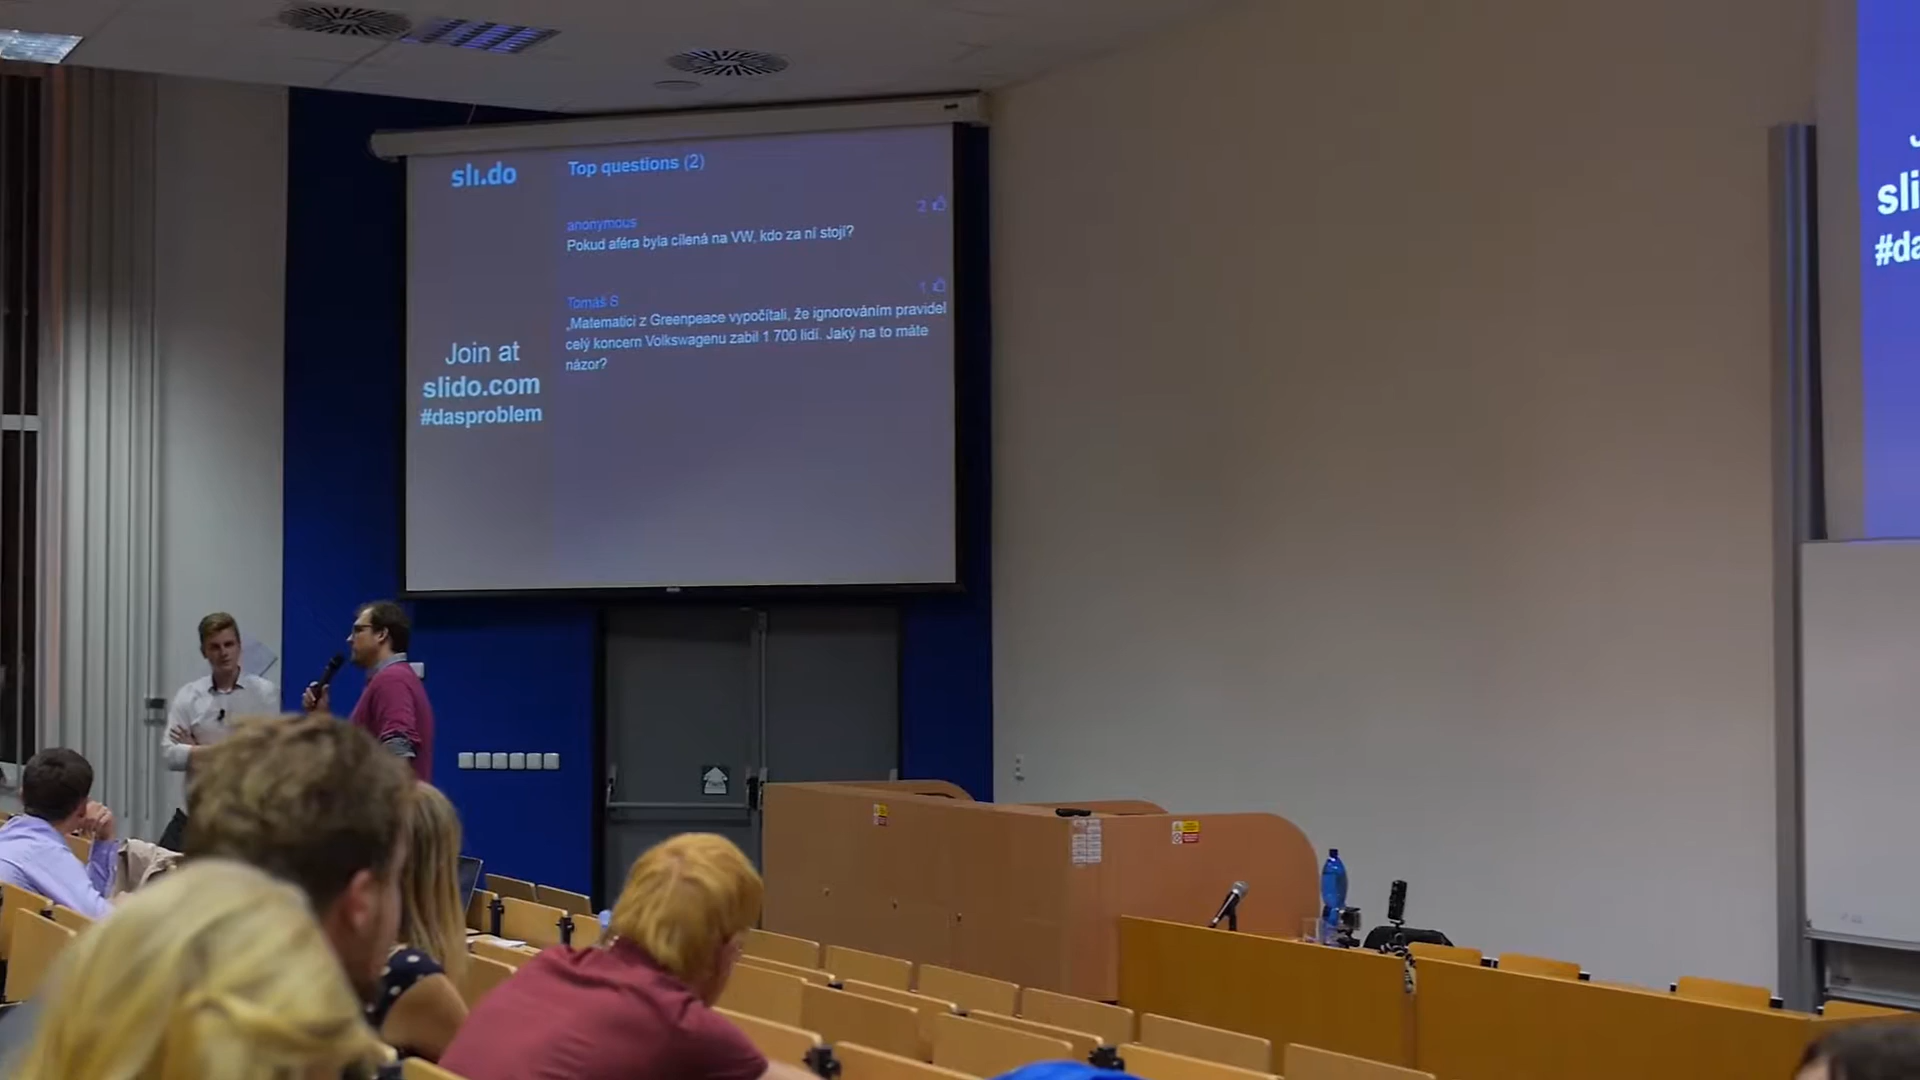 sli.do
Top questions (2)
2
anonymous
Pokud aféra byla cílená na VW, kdo za ní stojí?
1
Tomáš S
„Matematici z Greenpeace vypočítali, že ignorováním pravidel
celý koncern Volkswagenu zabil 1 700 lidí. Jaký na to máte
názor?
Join at
slido.com
#dasproblem
J
sli
#da